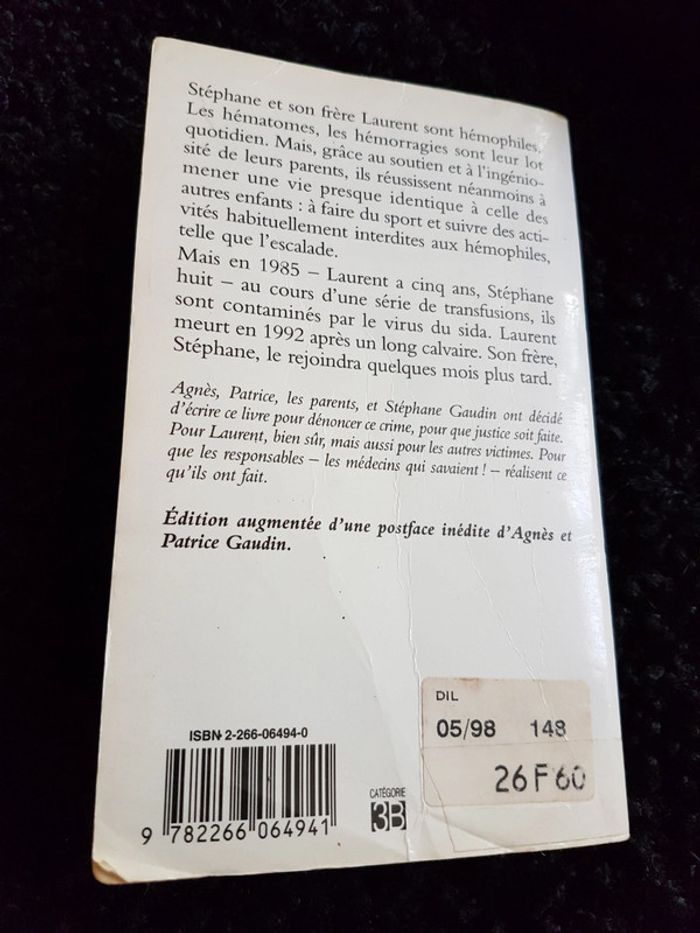 Stéphane et son frère Laurent sont hémophiles.
Les hématomes, les hémorragies sont leur lot
quotidien. Mais, grâce au soutien et à l'ingénio-
sité de leurs parents, ils réussissent néanmoins à
mener une vie presque identique à celle des
autres enfants : à faire du sport et suivre des acti-
vités habituellement interdites aux hémophiles,
telle que l'escalade.
Mais en 1985 – Laurent a cinq ans, Stéphane
huit – au cours d'une série de transfusions, ils
sont contaminés par le virus du sida. Laurent
meurt en 1992 après un long calvaire. Son frère,
Stéphane, le rejoindra quelques mois plus tard.
Agnès, Patrice, les parents, et Stéphane Gaudin ont décidé
d'écrire ce livre pour dénoncer ce crime, pour que justice soit faite.
Pour Laurent, bien sûr, mais aussi pour les autres victimes. Pour
que les responsables – les médecins qui savaient ! – réalisent ce
qu'ils ont fait.
Édition augmentée d'une postface inédite d'Agnès et
Patrice Gaudin.
DIL
05/98 148
26 F 60
ISBN 2-266-06494-0
9 782266 064941
CATÉGORIE
3B